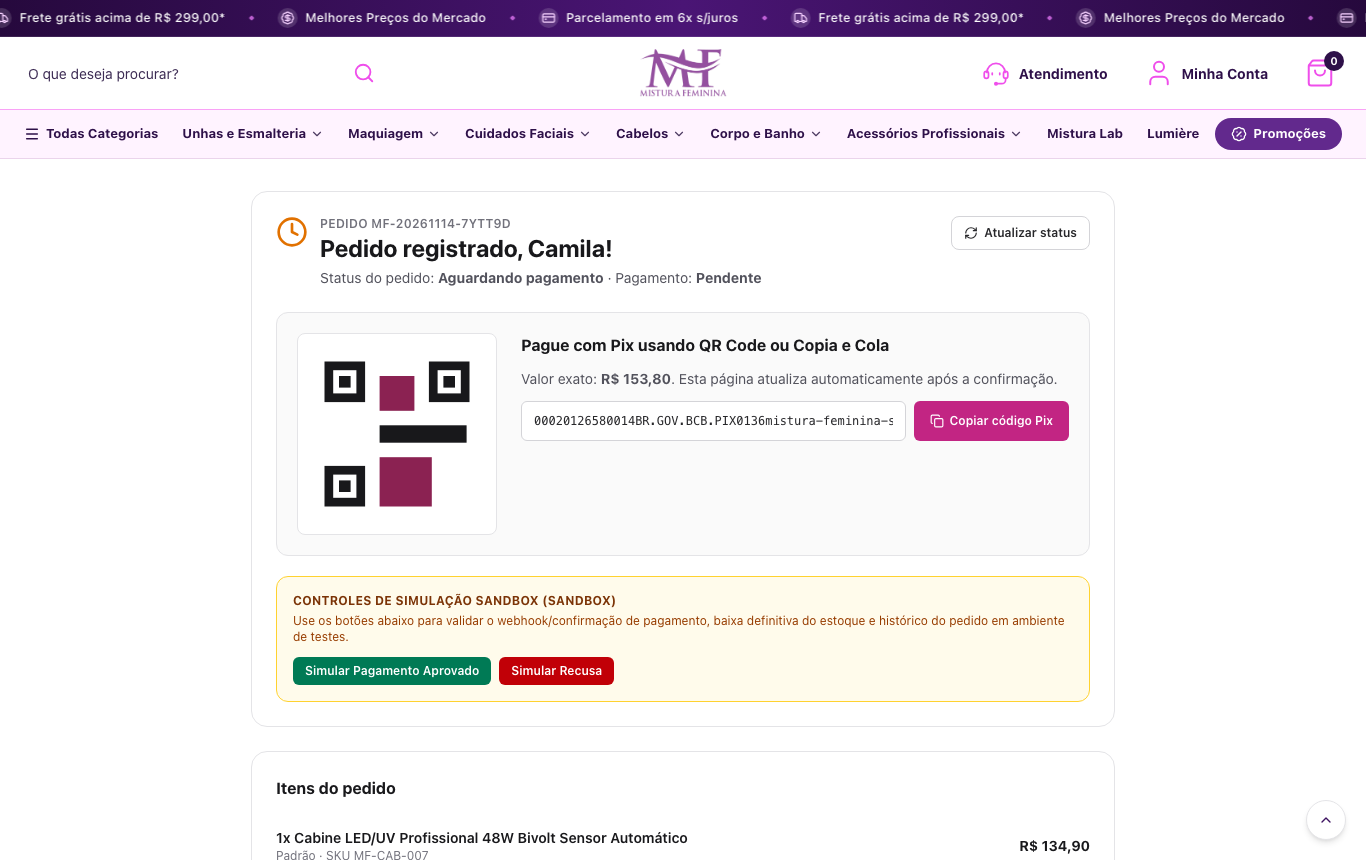 Frete grátis acima de R$ 299,00* • Melhores Preços do Mercado • Parcelamento em 6x s/juros • Frete grátis acima de R$ 299,00* • Melhores Preços do Mercado •
O que deseja procurar?
MF
MISTURA FEMININA
Atendimento
Minha Conta
0
Todas Categorias
Unhas e Esmalteria
Maquiagem
Cuidados Faciais
Cabelos
Corpo e Banho
Acessórios Profissionais
Mistura Lab
Lumière
Promoções
PEDIDO MF-20261114-7YTT9D
Pedido registrado, Camila!
Status do pedido: Aguardando pagamento · Pagamento: Pendente
Atualizar status
Pague com Pix usando QR Code ou Copia e Cola
Valor exato: R$ 153,80. Esta página atualiza automaticamente após a confirmação.
00020126580014BR.GOV.BCB.PIX0136mistura-feminina-s
Copiar código Pix
CONTROLES DE SIMULAÇÃO SANDBOX (SANDBOX)
Use os botões abaixo para validar o webhook/confirmação de pagamento, baixa definitiva do estoque e histórico do pedido em ambiente
de testes.
Simular Pagamento Aprovado
Simular Recusa
Itens do pedido
1x Cabine LED/UV Profissional 48W Bivolt Sensor Automático
Padrão · SKU MF-CAB-007
R$ 134,90